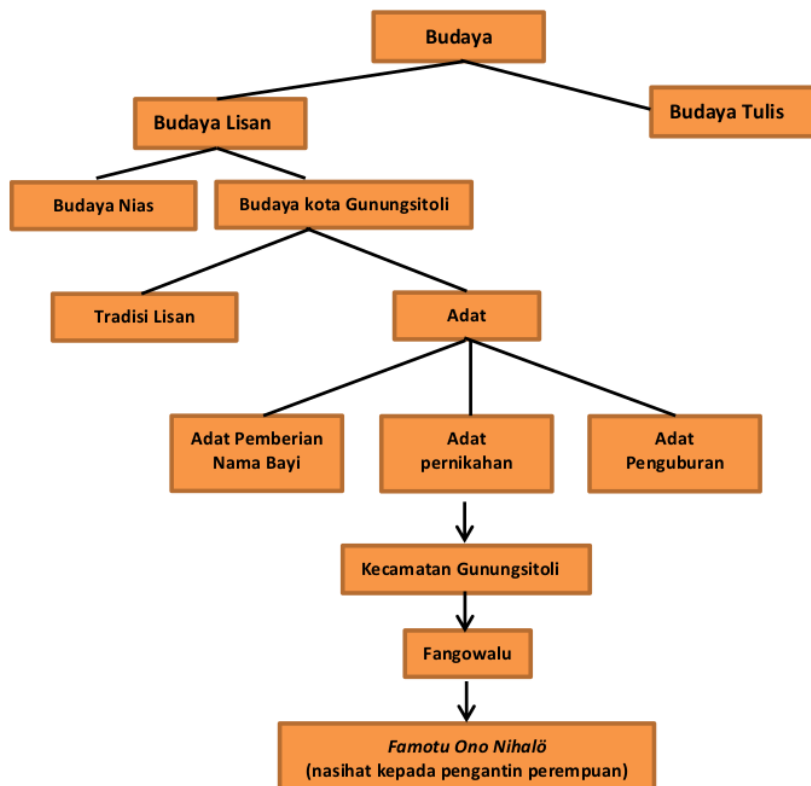 Budaya
Budaya Lisan
Budaya Tulis
Budaya Nias
Budaya kota Gunungsitoli
Tradisi Lisan
Adat
Adat Pemberian
Nama Bayi
Adat
pernikahan
Adat
Penguburan
Kecamatan Gunungsitoli
Fangowalu
Famotu Ono Nihalö
(nasihat kepada pengantin perempuan)